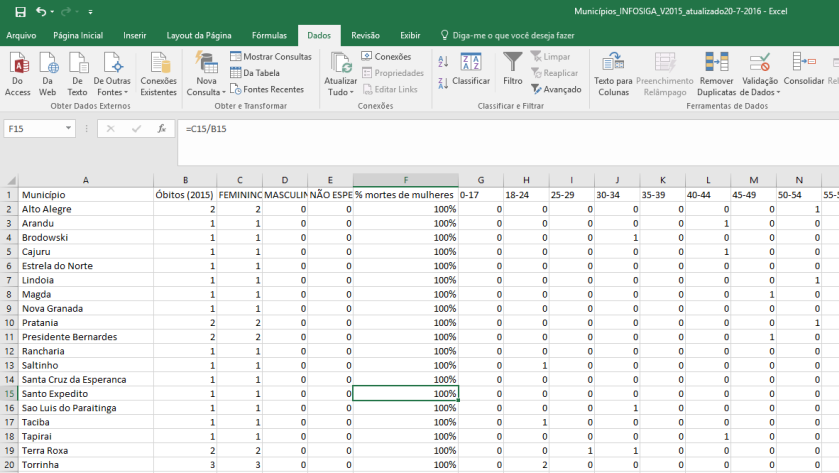 Municípios_INFOSIGA_V2015_atualizado20-7-2016 - Excel
Arquivo Página Inicial Inserir Layout da Página Fórmulas Dados Revisão Exibir Diga-me o que você deseja fazer
Do Access
Da Web
De Texto
De Outras Fontes
Conexões Existentes
Obter Dados Externos
Nova Consulta
Mostrar Consultas
Da Tabela
Fontes Recentes
Obter e Transformar
Atualizar Tudo
Conexões
Propriedades
Editar Links
Conexões
Classificar
Filtro
Limpar
Reaplicar
Avançado
Classificar e Filtrar
Texto para Colunas
Preenchimento Relâmpago
Remover Duplicatas
Validação de Dados
Consolidar
Ferramentas de Dados
F15 fx =C15/B15
A B C D E F G H I J K L M N
1 Município Óbitos (2015) FEMININO MASCULIN NÃO ESPE % mortes de mulheres 0-17 18-24 25-29 30-34 35-39 40-44 45-49 50-54 55-5
2 Alto Alegre 2 2 0 0 100% 0 0 0 0 0 0 0 1
3 Arandu 1 1 0 0 100% 0 0 0 0 0 1 0 0
4 Brodowski 1 1 0 0 100% 0 0 0 1 0 0 0 0
5 Cajuru 1 1 0 0 100% 0 0 0 0 0 1 0 0
6 Estrela do Norte 1 1 0 0 100% 0 0 0 0 0 0 0 0
7 Lindoia 1 1 0 0 100% 0 0 0 0 0 0 0 1
8 Magda 1 1 0 0 100% 0 0 0 0 0 0 1 0
9 Nova Granada 1 1 0 0 100% 0 0 0 0 0 0 0 0
10 Pratania 2 2 0 0 100% 0 0 0 0 0 0 0 1
11 Presidente Bernardes 2 2 0 0 100% 0 0 0 0 0 0 1 0
12 Rancharia 1 1 0 0 100% 0 0 0 0 0 0 0 0
13 Saltinho 1 1 0 0 100% 0 1 0 0 0 0 0 0
14 Santa Cruz da Esperanca 1 1 0 0 100% 0 0 0 0 0 0 0 0
15 Santo Expedito 1 1 0 0 100% 0 0 0 0 0 0 0 0
16 Sao Luis do Paraitinga 1 1 0 0 100% 0 0 0 1 0 0 0 0
17 Taciba 1 1 0 0 100% 0 1 0 0 0 0 0 0
18 Tapirai 1 1 0 0 100% 0 0 0 0 0 1 0 0
19 Terra Roxa 2 2 0 0 100% 0 0 1 1 0 0 0 0
20 Torrinha 3 3 0 0 100% 0 2 0 0 0 0 0 0